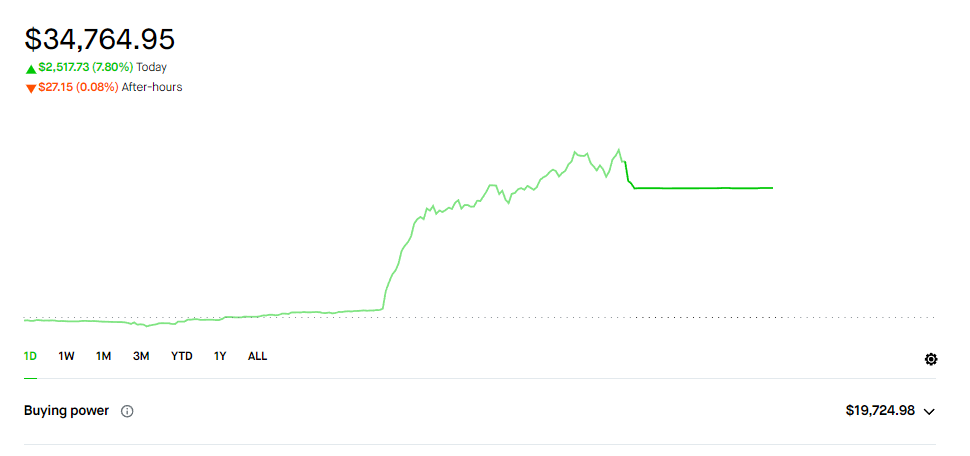 $34,764.95
▲$2,517.73 (7.80%) Today
▼$27.15 (0.08%) After-hours
1D 1W 1M 3M YTD 1Y ALL
Buying power $19,724.98